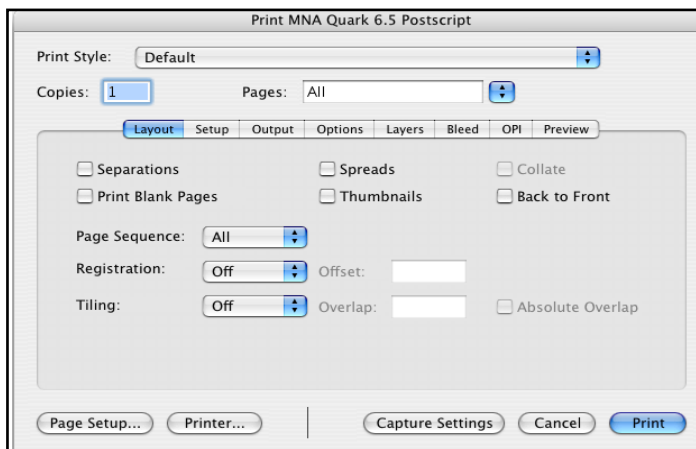 Print MNA Quark 6.5 Postscript
Print Style: Default
Copies: 1 Pages: All
Layout Setup Output Options Layers Bleed OPI Preview
Separations Spreads Collate
Print Blank Pages Thumbnails Back to Front
Page Sequence: All
Registration: Off Offset:
Tiling: Off Overlap: Absolute Overlap
Page Setup... Printer... Capture Settings Cancel Print